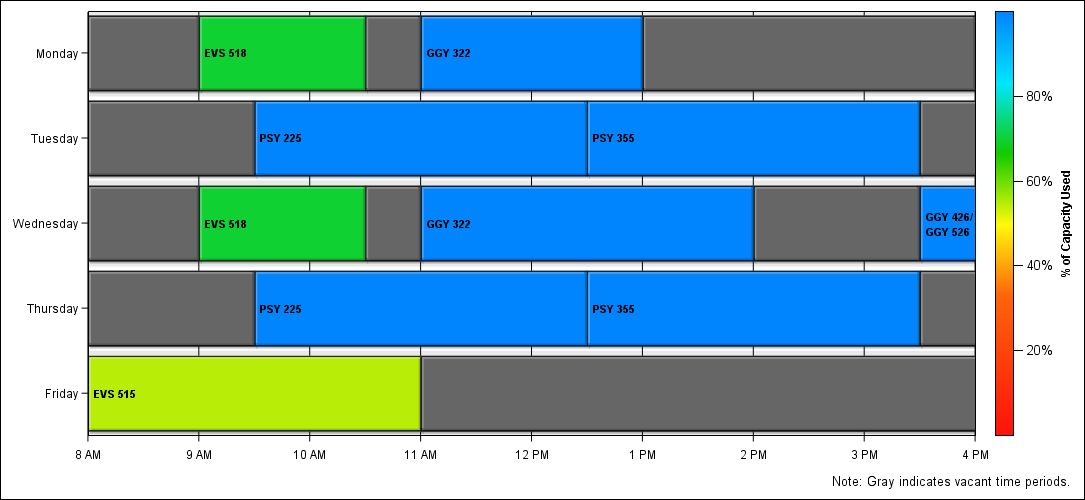 Monday
EVS 518
GGY 322
Tuesday
PSY 225
PSY 355
Wednesday
EVS 518
GGY 322
GGY 426/
GGY 526
Thursday
PSY 225
PSY 355
Friday
EVS 515
8 AM
9 AM
10 AM
11 AM
12 PM
1 PM
2 PM
3 PM
4 PM
80%
60%
40%
20%
% of Capacity Used
Note: Gray indicates vacant time periods.